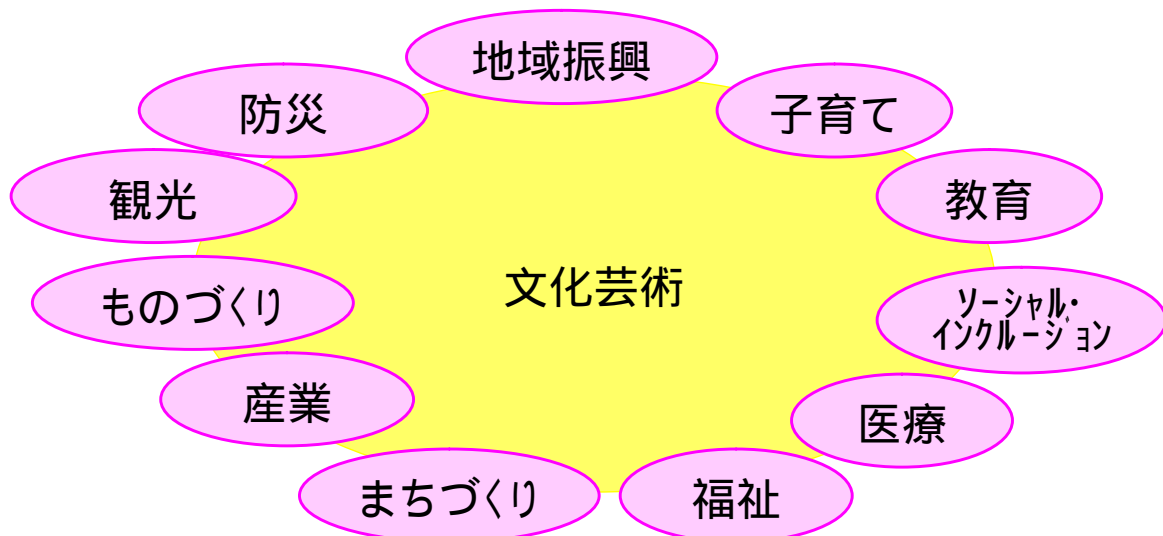 地域振興
防災
子育て
観光
教育
文化芸術
ものづくり
ソーシャル・
インクルージョン
産業
医療
まちづくり
福祉